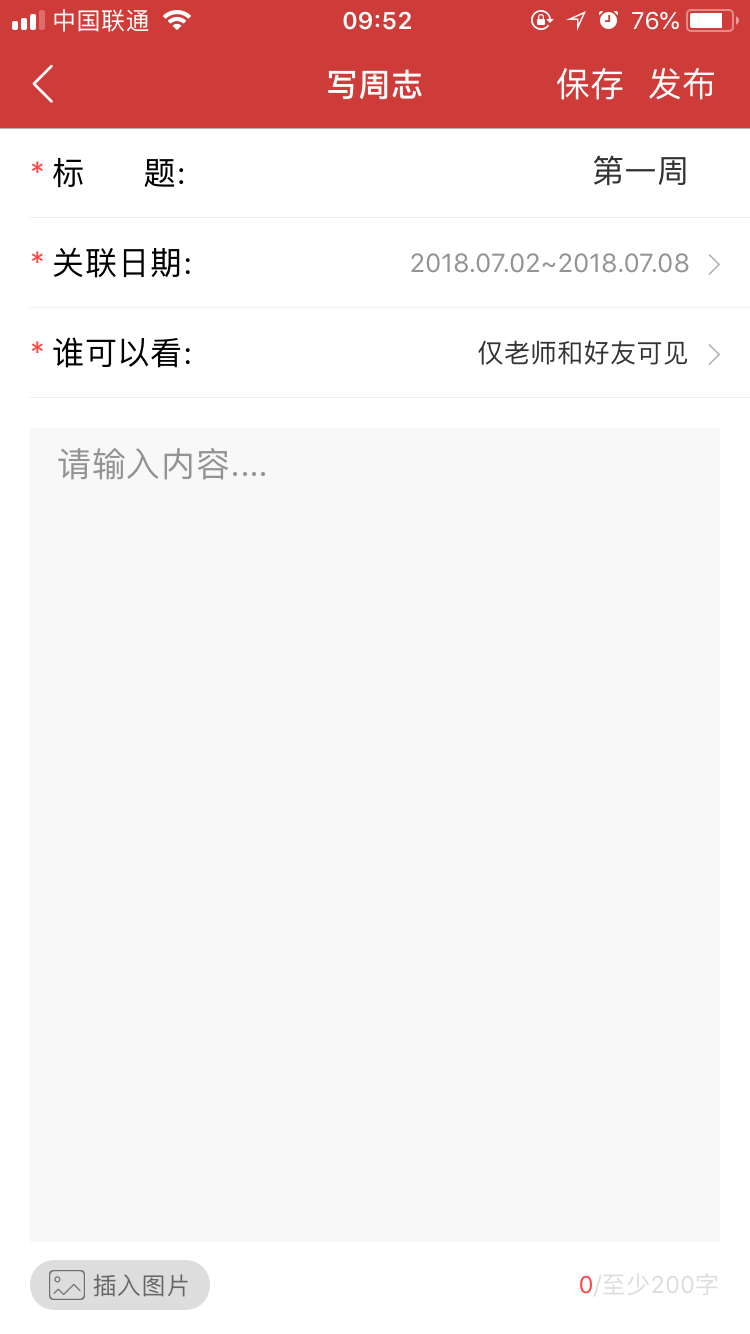 中国联通 09:52 76%
写周志 保存 发布
* 标 题: 第一周
* 关联日期: 2018.07.02~2018.07.08
* 谁可以看: 仅老师和好友可见
请输入内容....
插入图片 0/至少200字